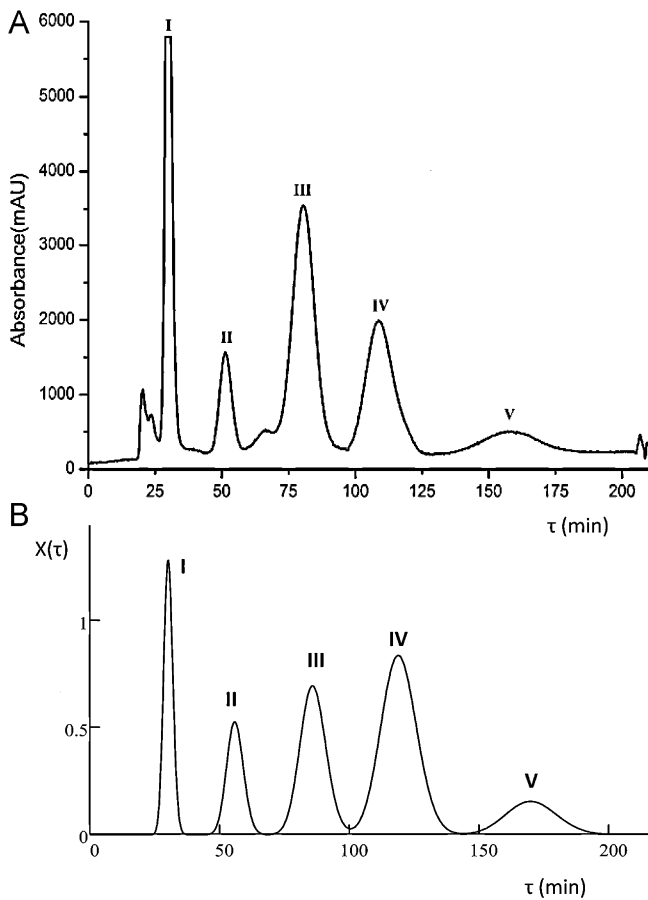 A
6000
5000
4000
3000
2000
1000
0
Absorbance(mAU)
I
II
III
IV
V
0 25 50 75 100 125 150 175 200
τ (min)
B
X(τ)
1
0.5
0
I
II
III
IV
V
0 50 100 150 200
τ (min)